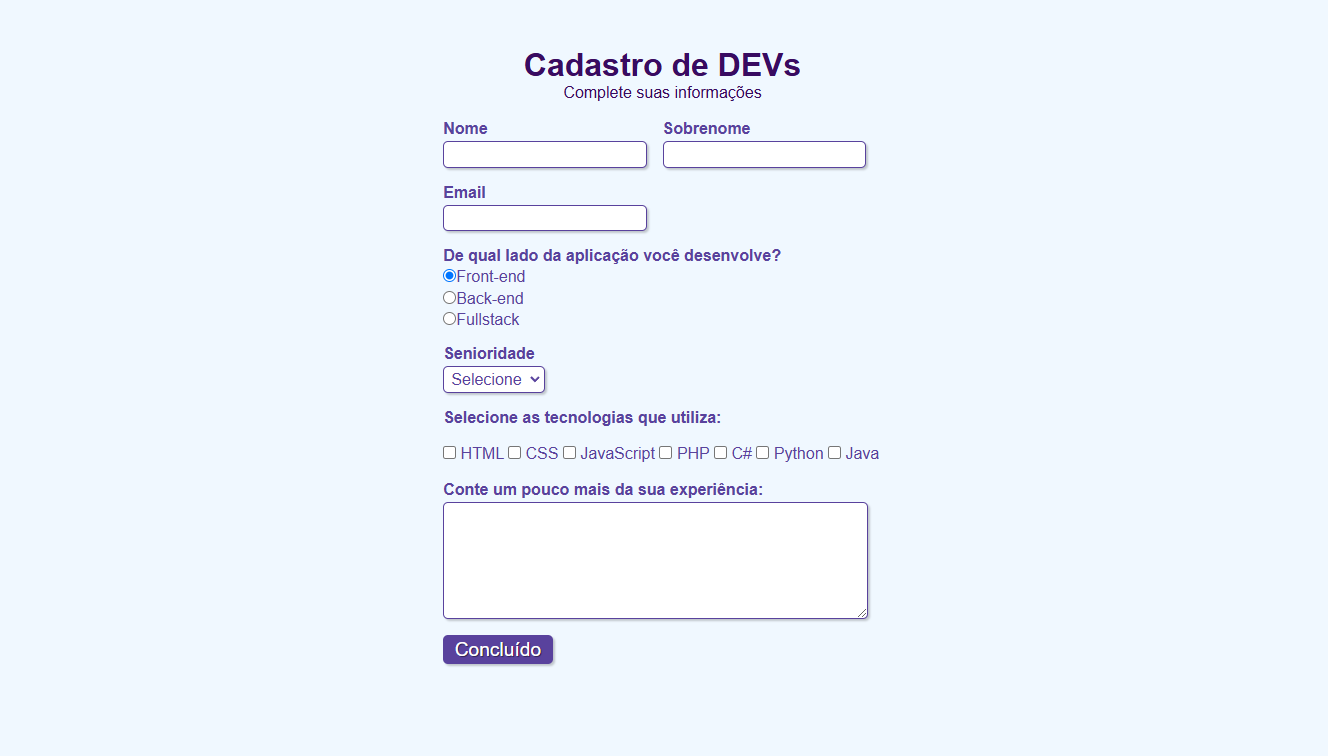 Cadastro de DEVs
Complete suas informações
Nome Sobrenome
Email
De qual lado da aplicação você desenvolve?
Front-end
Back-end
Fullstack
Senioridade
Selecione
Selecione as tecnologias que utiliza:
HTML CSS JavaScript PHP C# Python Java
Conte um pouco mais da sua experiência:
Concluído